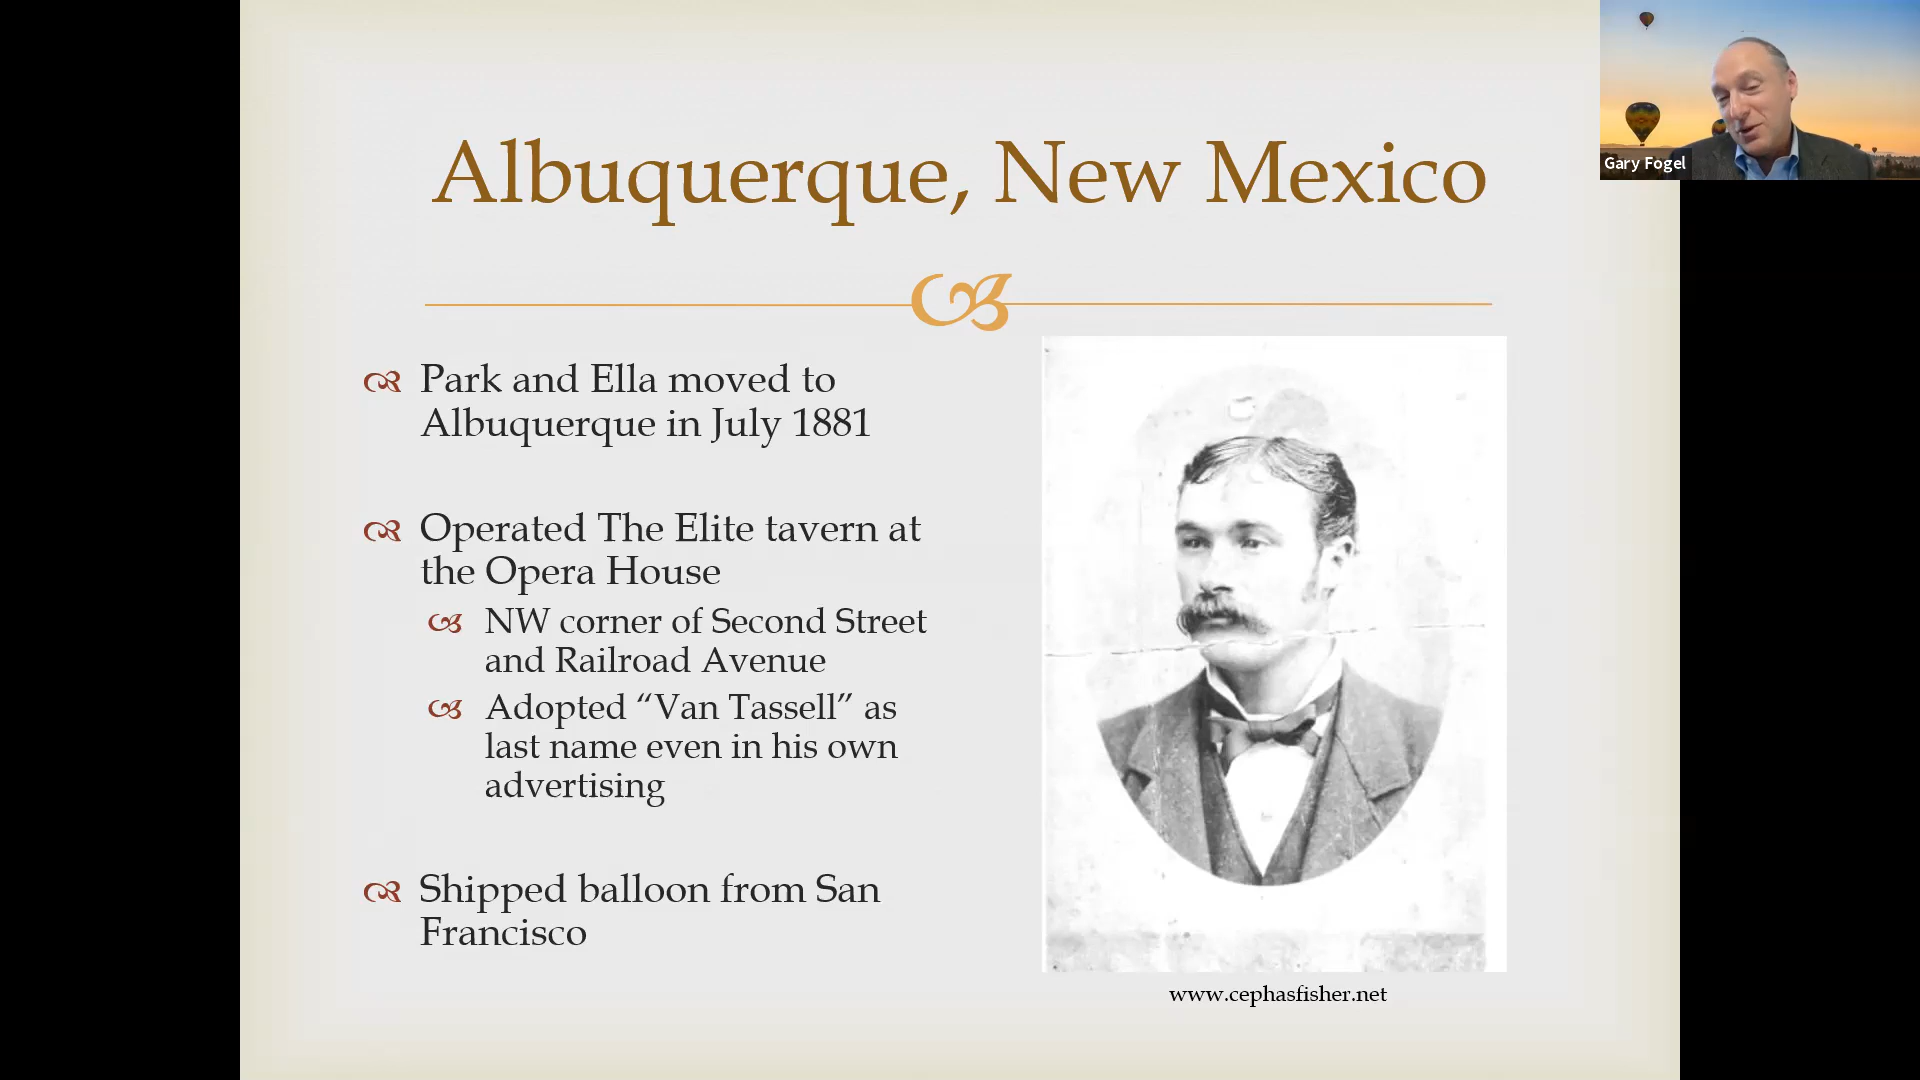 Albuquerque, New Mexico
Gary Fogel
Park and Ella moved to
Albuquerque in July 1881
Operated The Elite tavern at
the Opera House
NW corner of Second Street
and Railroad Avenue
Adopted “Van Tassell” as
last name even in his own
advertising
Shipped balloon from San
Francisco
www.cephasfisher.net